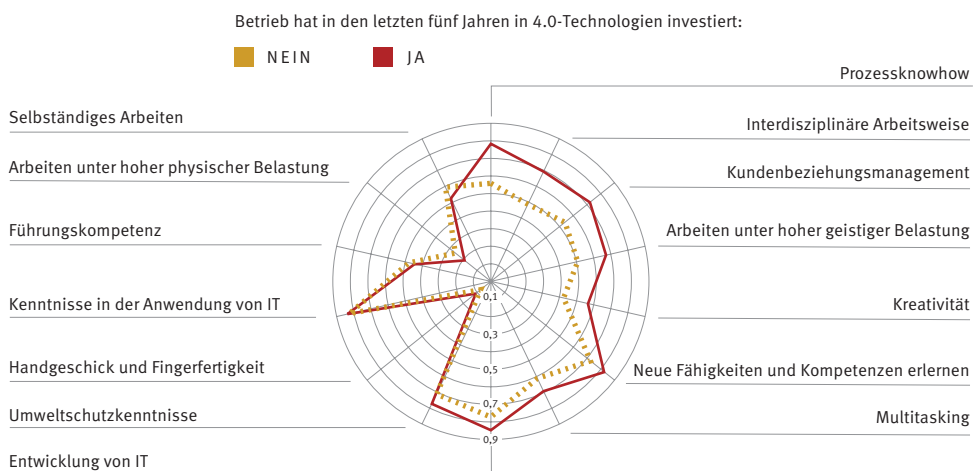 Betrieb hat in den letzten fünf Jahren in 4.0-Technologien investiert:
NEIN
JA
Prozessknowhow
Interdisziplinäre Arbeitsweise
Kundenbeziehungsmanagement
Arbeiten unter hoher geistiger Belastung
Kreativität
Neue Fähigkeiten und Kompetenzen erlernen
Multitasking
Selbständiges Arbeiten
Arbeiten unter hoher physischer Belastung
Führungskompetenz
Kenntnisse in der Anwendung von IT
Handgeschick und Fingerfertigkeit
Umweltschutzkenntnisse
Entwicklung von IT
0,1
0,3
0,5
0,7
0,9